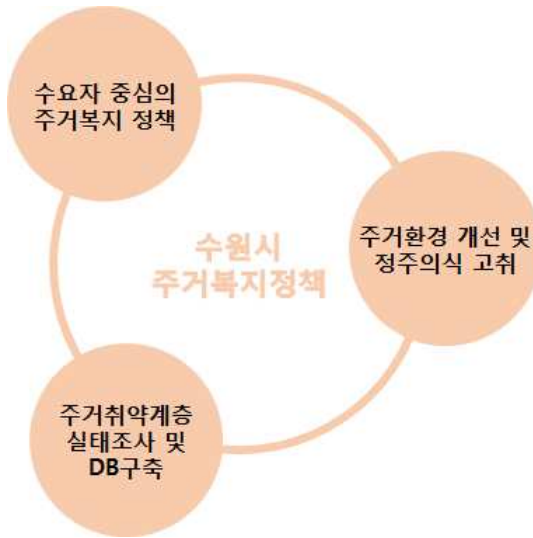 수요자 중심의
주거복지 정책
주거환경 개선 및
정주의식 고취
수원시
주거복지정책
주거취약계층
실태조사 및
DB구축